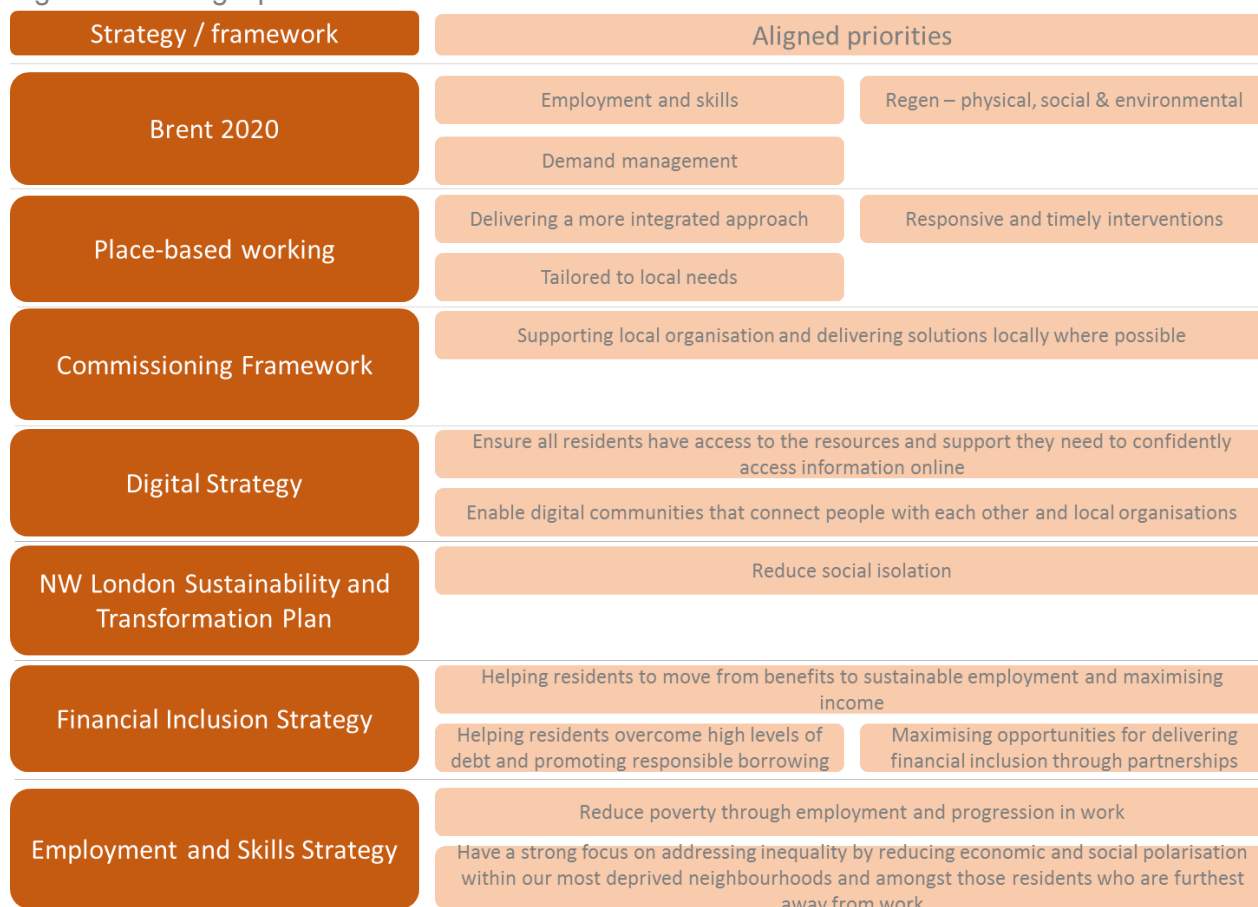 Strategy / framework
Aligned priorities
Brent 2020
Employment and skills
Regen – physical, social & environmental
Demand management
Place-based working
Delivering a more integrated approach
Responsive and timely interventions
Tailored to local needs
Commissioning Framework
Supporting local organisation and delivering solutions locally where possible
Digital Strategy
Ensure all residents have access to the resources and support they need to confidently
access information online
Enable digital communities that connect people with each other and local organisations
NW London Sustainability and
Transformation Plan
Reduce social isolation
Financial Inclusion Strategy
Helping residents to move from benefits to sustainable employment and maximising
income
Helping residents overcome high levels of
debt and promoting responsible borrowing
Maximising opportunities for delivering
financial inclusion through partnerships
Employment and Skills Strategy
Reduce poverty through employment and progression in work
Have a strong focus on addressing inequality by reducing economic and social polarisation
within our most deprived neighbourhoods and amongst those residents who are furthest
away from work